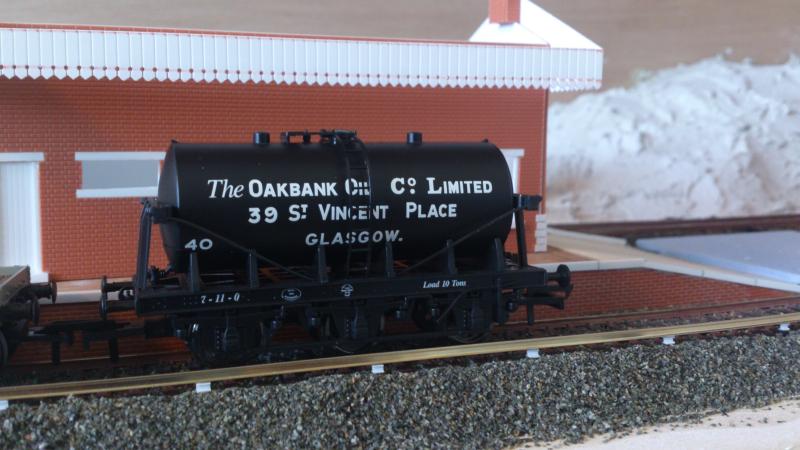 The OAKBANK OIL Co LIMITED
39 ST VINCENT PLACE
GLASGOW.
40
7-11-0
Load 10 Tons